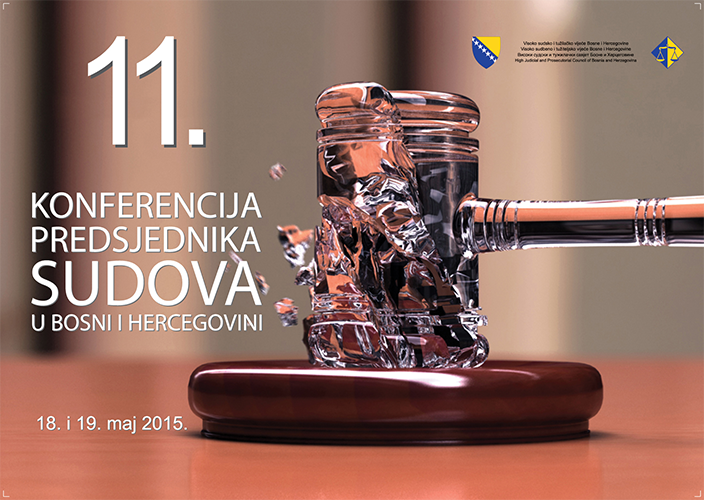 11.
KONFERENCIJA
PREDSJEDNIKA
SUDOVA
U BOSNI I HERCEGOVINI
18. i 19. maj 2015.
Visoko sudsko i tužilačko vijeće Bosne i Hercegovine
Visoko sudbeno i tužiteljsko vijeće Bosne i Hercegovine
Високи судски и тужилачки савјет Босне и Херцеговине
High Judicial and Prosecutorial Council of Bosnia and Herzegovina